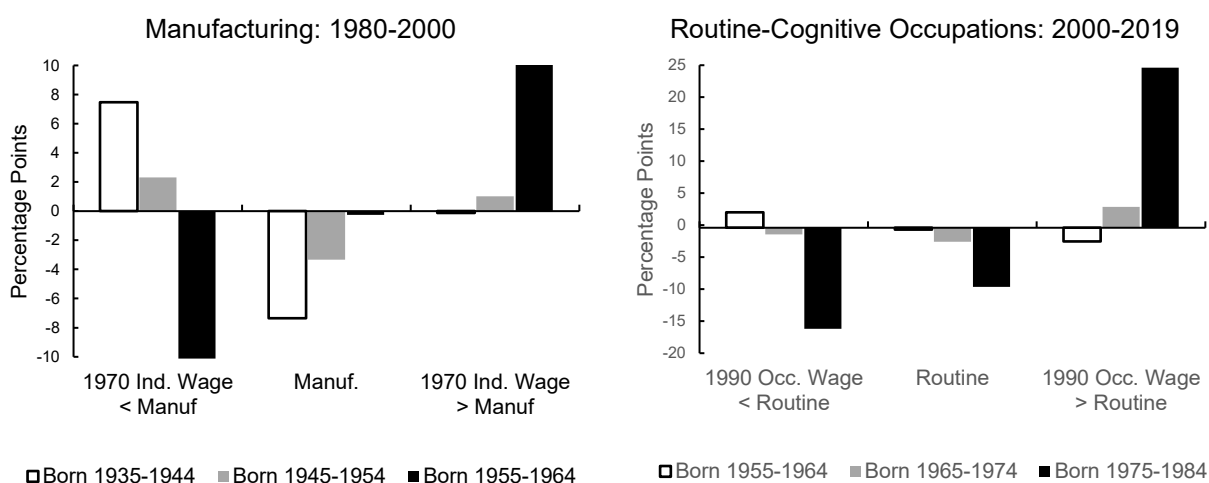 Manufacturing: 1980-2000
Percentage Points
10
8
6
4
2
0
-2
-4
-6
-8
-10
1970 Ind. Wage
< Manuf
Manuf.
1970 Ind. Wage
> Manuf
Born 1935-1944 Born 1945-1954 Born 1955-1964
Routine-Cognitive Occupations: 2000-2019
Percentage Points
25
20
15
10
5
0
-5
-10
-15
-20
1990 Occ. Wage
< Routine
Routine
1990 Occ. Wage
> Routine
Born 1955-1964 Born 1965-1974 Born 1975-1984